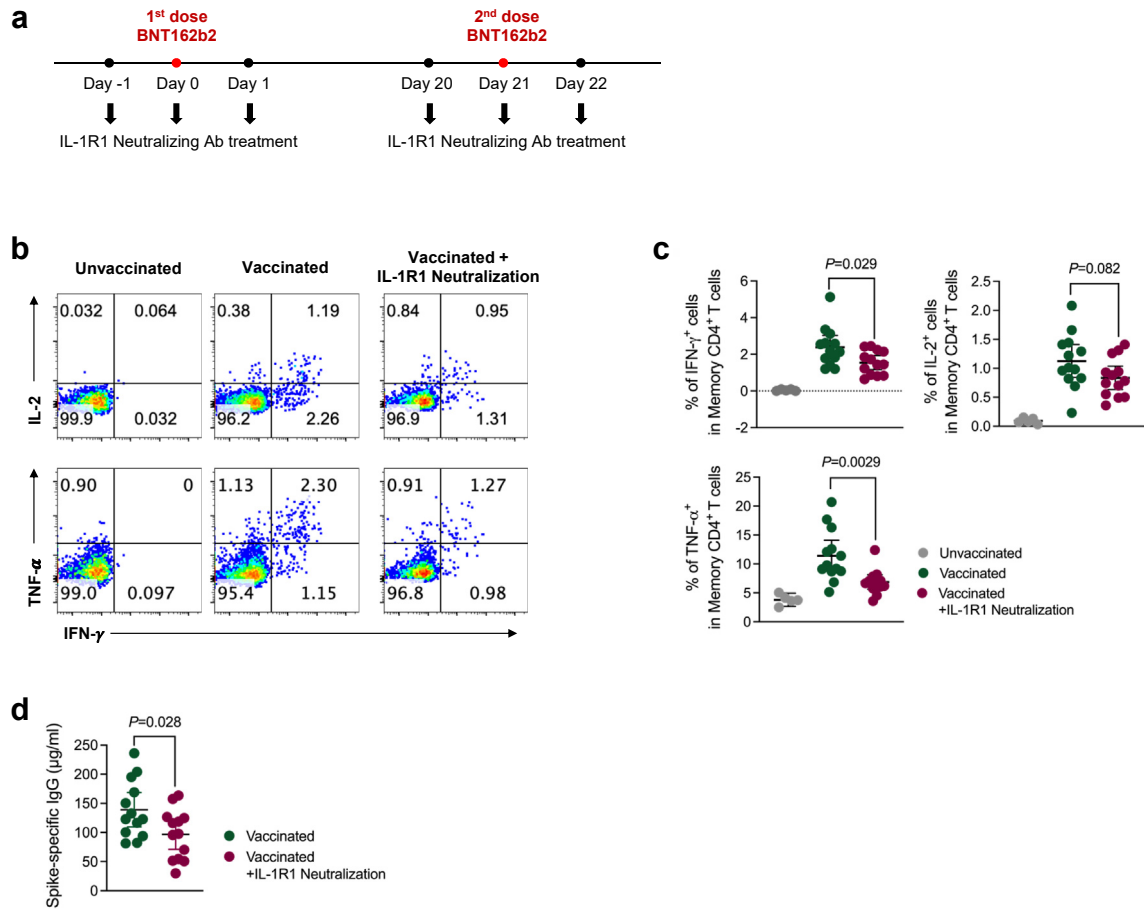 a
1st dose
BNT162b2
2nd dose
BNT162b2
Day -1
Day 0
Day 1
Day 20
Day 21
Day 22
IL-1R1 Neutralizing Ab treatment
IL-1R1 Neutralizing Ab treatment
b
Unvaccinated
Vaccinated
Vaccinated +
IL-1R1 Neutralization
IL-2
0.032
0.064
99.9
0.032
0.38
1.19
96.2
2.26
0.84
0.95
96.9
1.31
TNF-α
0.90
0
99.0
0.097
1.13
2.30
95.4
1.15
0.91
1.27
96.8
0.98
IFN-γ
c
% of IFN-γ+ cells
in Memory CD4+ T cells
P=0.029
6
4
2
0
-2
% of IL-2+ cells
in Memory CD4+ T cells
P=0.082
2.5
2.0
1.5
1.0
0.5
0.0
% of TNF-α+
in Memory CD4+ T cells
P=0.0029
25
20
15
10
5
0
Unvaccinated
Vaccinated
Vaccinated
+IL-1R1 Neutralization
d
Spike-specific IgG (μg/ml)
P=0.028
250
200
150
100
50
0
Vaccinated
Vaccinated
+IL-1R1 Neutralization